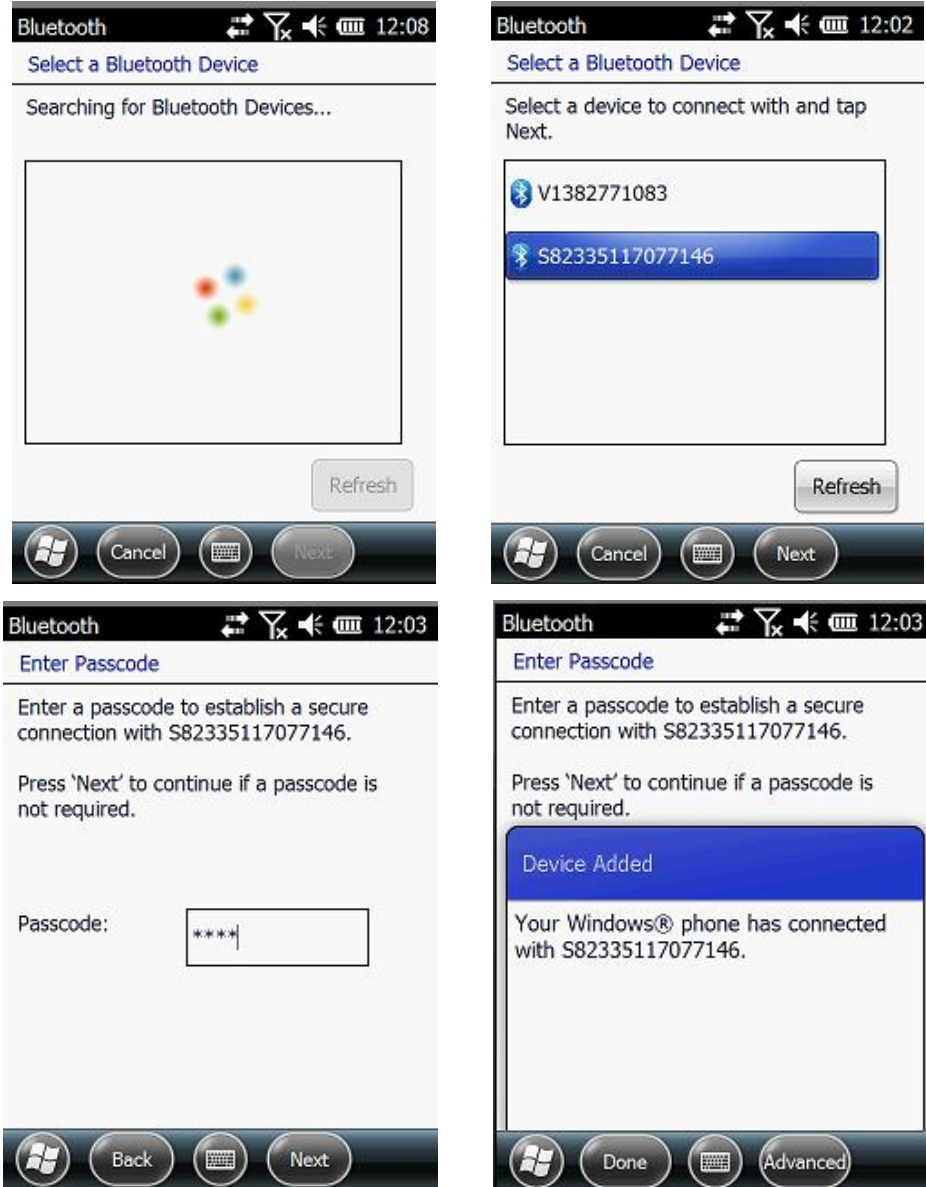 Bluetooth 12:08
Select a Bluetooth Device
Searching for Bluetooth Devices...
Refresh
Cancel Next
Bluetooth 12:02
Select a Bluetooth Device
Select a device to connect with and tap
Next.
V1382771083
S82335117077146
Refresh
Cancel Next
Bluetooth 12:03
Enter Passcode
Enter a passcode to establish a secure
connection with S82335117077146.
Press ‘Next’ to continue if a passcode is
not required.
Passcode: ****
Back Next
Bluetooth 12:03
Enter Passcode
Enter a passcode to establish a secure
connection with S82335117077146.
Press ‘Next’ to continue if a passcode is
not required.
Device Added
Your Windows® phone has connected
with S82335117077146.
Done Advanced